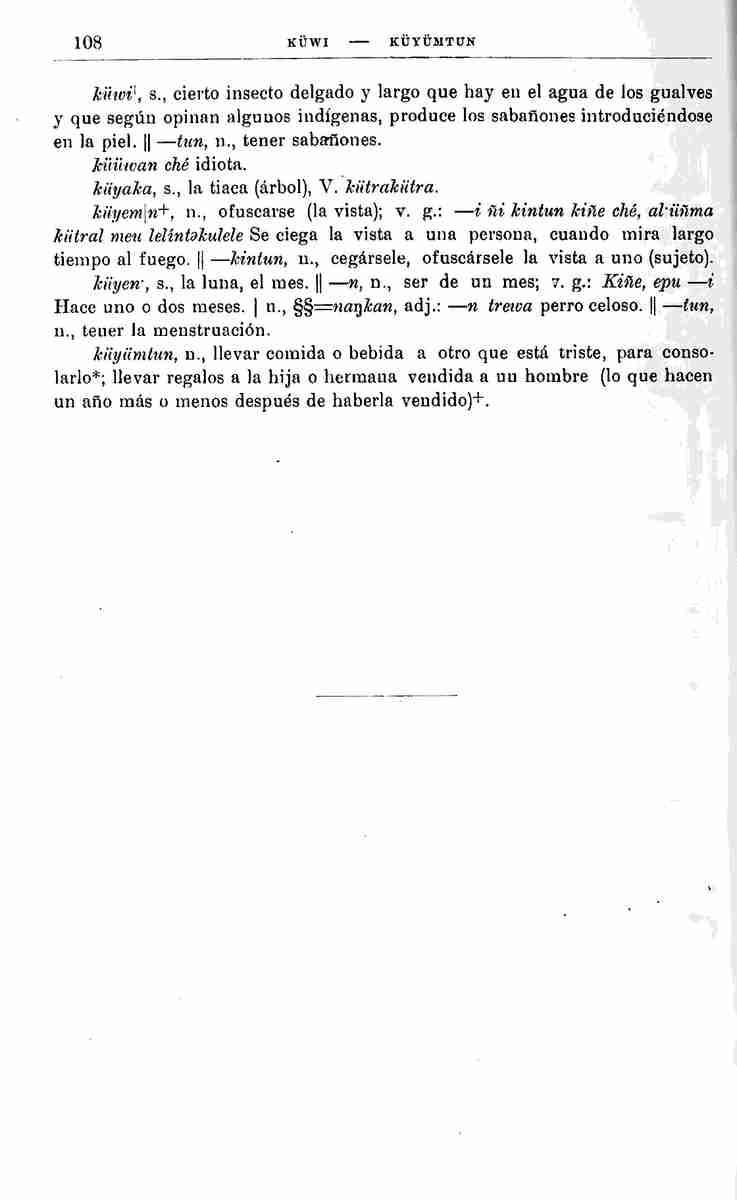 108 KÜWI — KÜYÜMTUN
küwi', s., cierto insecto delgado y largo que hay en el agua de los gualves
y que según opinan algunos indígenas, produce los sabañones introduciéndose
en la piel. || —tun, n., tener sabañones.
küüwan ché idiota.
küyaka, s., la tiaca (árbol), V. kütrakütra.
küyem|n+, n., ofuscarse (la vista); v. g.: —i ñi kintun kiñe ché, al·üñma
kütral meu lelíntəkulele Se ciega la vista a una persona, cuando mira largo
tiempo al fuego. || —kintun, n., cegársele, ofuscársele la vista a uno (sujeto).
küyen·, s., la luna, el mes. || —n, n., ser de un mes; v. g.: Kiñe, epu —i
Hace uno o dos meses. | n., §§=naŋkan, adj.: —n trewa perro celoso. || —tun,
n., tener la menstruación.
küyümtun, n., llevar comida o bebida a otro que está triste, para conso-
larlo*; llevar regalos a la hija o hermana vendida a un hombre (lo que hacen
un año más o menos después de haberla vendido)+.